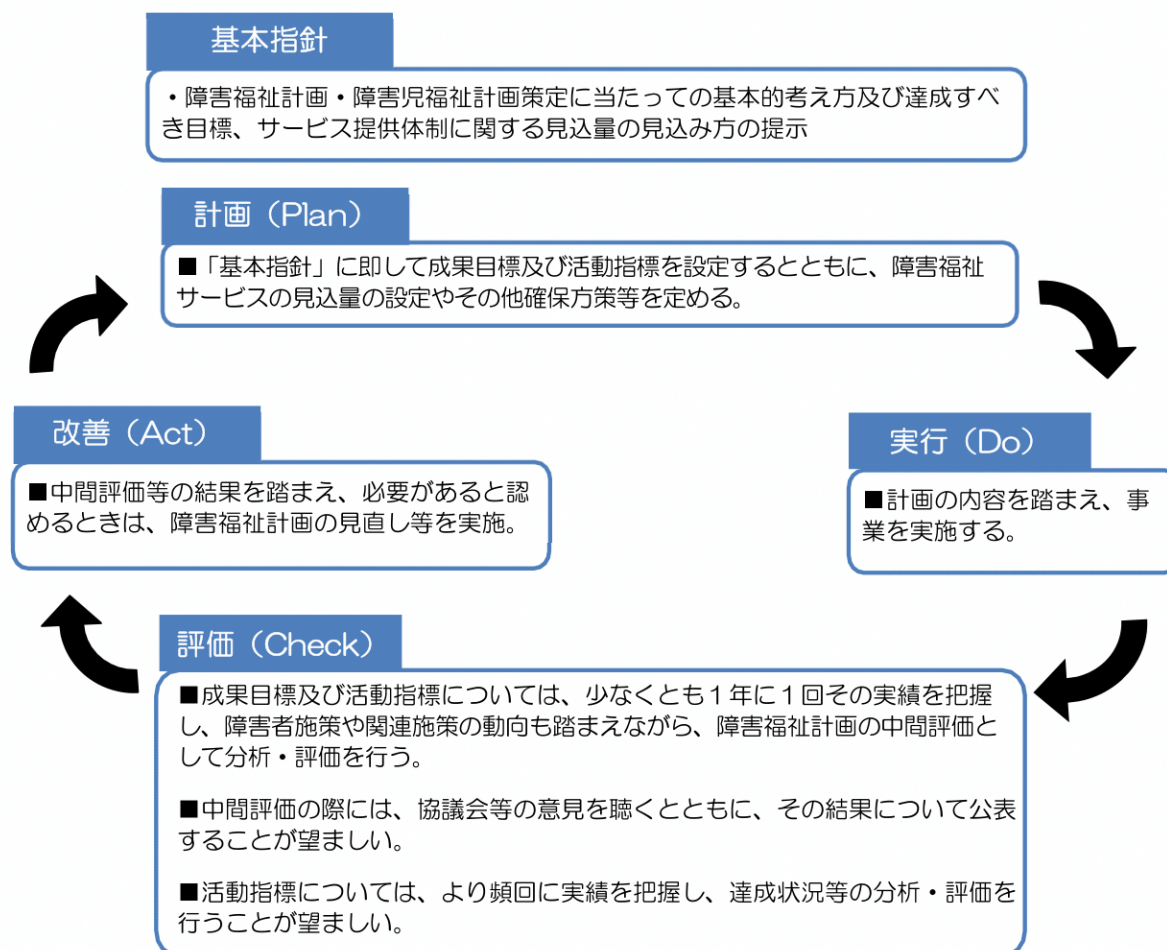 基本指針
・障害福祉計画・障害児福祉計画策定に当たっての基本的考え方及び達成すべ
き目標、サービス提供体制に関する見込量の見込み方の提示
計画（Plan）
■「基本指針」に即して成果目標及び活動指標を設定するとともに、障害福祉
サービスの見込量の設定やその他確保方策等を定める。
改善（Act）
■中間評価等の結果を踏まえ、必要があると認
めるときは、障害福祉計画の見直し等を実施。
実行（Do）
■計画の内容を踏まえ、事
業を実施する。
評価（Check）
■成果目標及び活動指標については、少なくとも１年に１回その実績を把握
し、障害者施策や関連施策の動向も踏まえながら、障害福祉計画の中間評価と
して分析・評価を行う。
■中間評価の際には、協議会等の意見を聴くとともに、その結果について公表
することが望ましい。
■活動指標については、より頻回に実績を把握し、達成状況等の分析・評価を
行うことが望ましい。